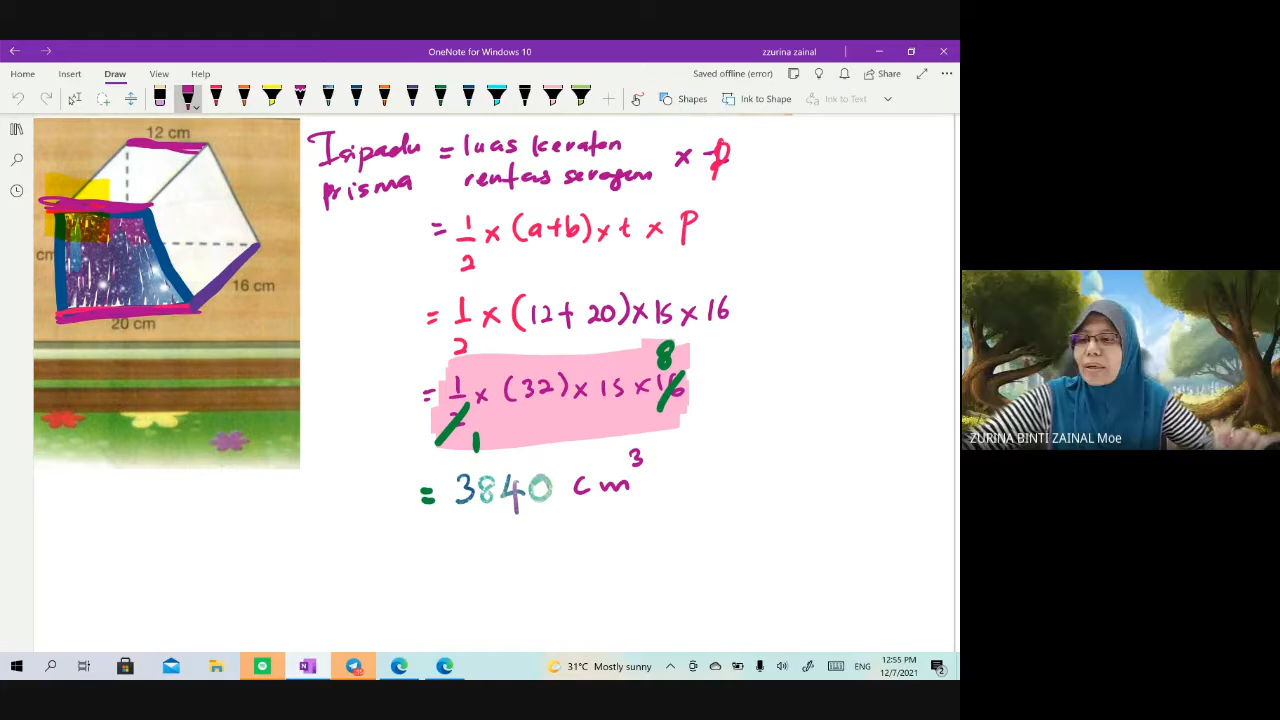 OneNote for Windows 10
zzurina zainal
Home Insert Draw View Help
Saved offline (error)
Share
Shapes
Ink to Shape
Ink to Text
12 cm
cm
16 cm
20 cm
Isipadu prisma = luas keratan rentas seragam × P
= 1/2 × (a+b) × t × P
= 1/2 × (12 + 20) × 15 × 16
8
= 1/2 × (32) × 15 × 16
1
= 3840 cm³
ZURINA BINTI ZAINAL Moe
31°C Mostly sunny
ENG
12:55 PM
12/7/2021
2